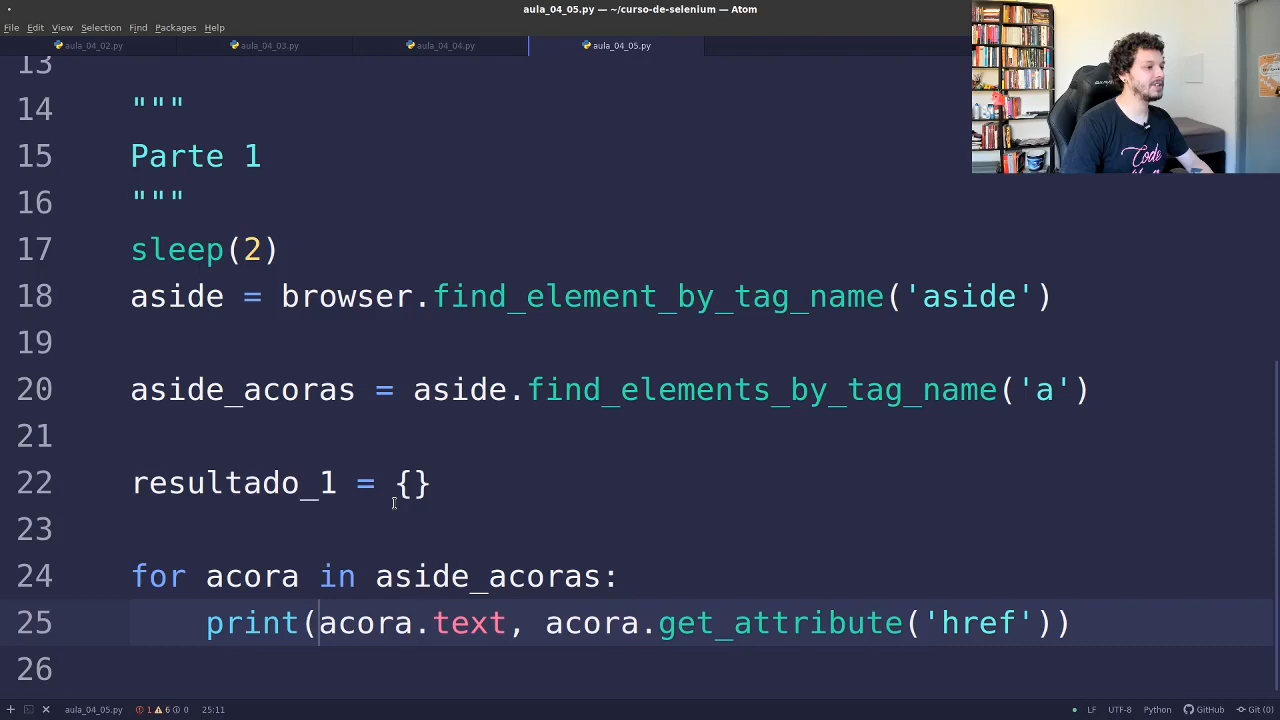 aula_04_05.py — ~/curso-de-selenium — Atom
File Edit View Selection Find Packages Help
aula_04_02.py aula_04_03.py aula_04_04.py aula_04_05.py
13
14 """
15 Parte 1
16 """
17 sleep(2)
18 aside = browser.find_element_by_tag_name('aside')
19
20 aside_acoras = aside.find_elements_by_tag_name('a')
21
22 resultado_1 = {}
23
24 for acora in aside_acoras:
25 print(acora.text, acora.get_attribute('href'))
26
aula_04_05.py 1 6 0 25:11 LF UTF-8 Python GitHub Git (0)
Code